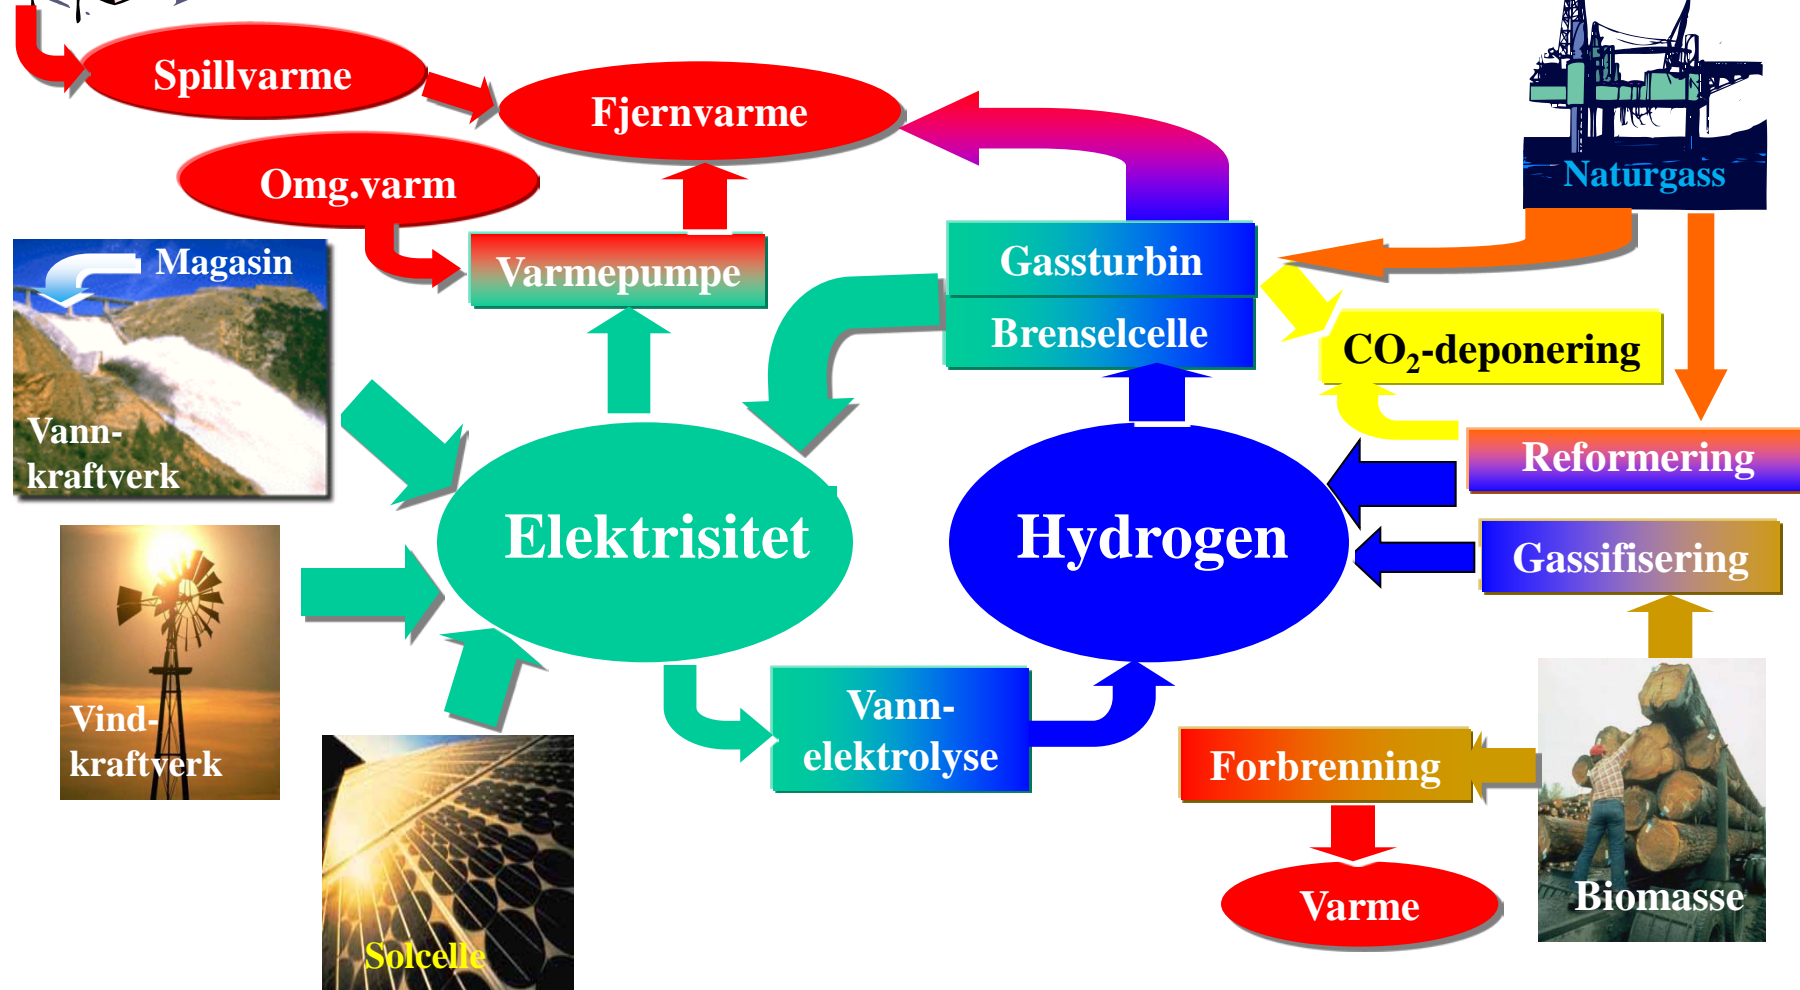 Spillvarme
Fjernvarme
Omg.varm
Naturgass
Magasin
Varmepumpe
Gassturbin
Brenselcelle
CO₂-deponering
Vann-
kraftverk
Reformering
Elektrisitet
Hydrogen
Gassifisering
Vind-
kraftverk
Vann-
elektrolyse
Forbrenning
Varme
Biomasse
Solcelle